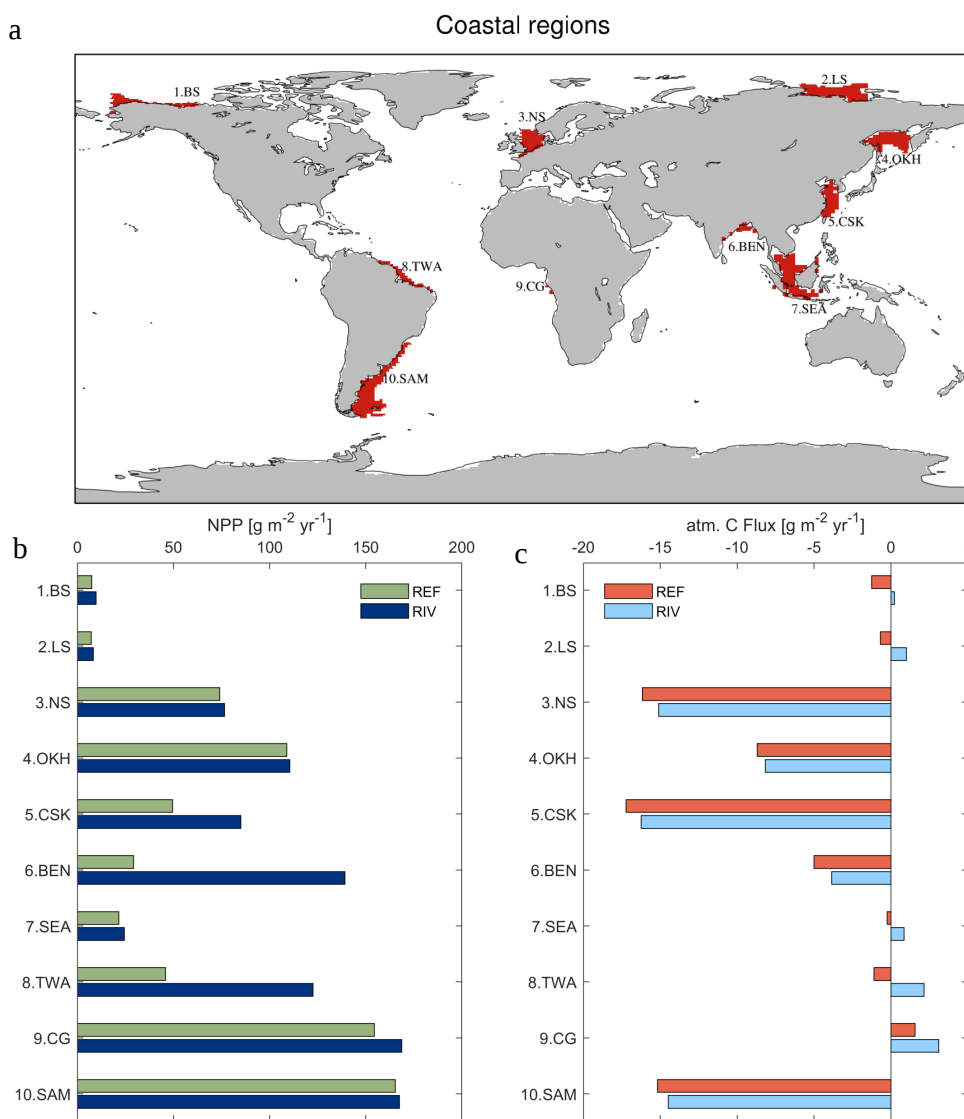 a
Coastal regions
1.BS
2.LS
3.NS
4.OKH
5.CSK
6.BEN
7.SEA
8.TWA
9.CG
10.SAM
b
NPP [g m⁻² yr⁻¹]
0 50 100 150 200
REF
RIV
1.BS
2.LS
3.NS
4.OKH
5.CSK
6.BEN
7.SEA
8.TWA
9.CG
10.SAM
c
atm. C Flux [g m⁻² yr⁻¹]
-20 -15 -10 -5 0
REF
RIV
1.BS
2.LS
3.NS
4.OKH
5.CSK
6.BEN
7.SEA
8.TWA
9.CG
10.SAM